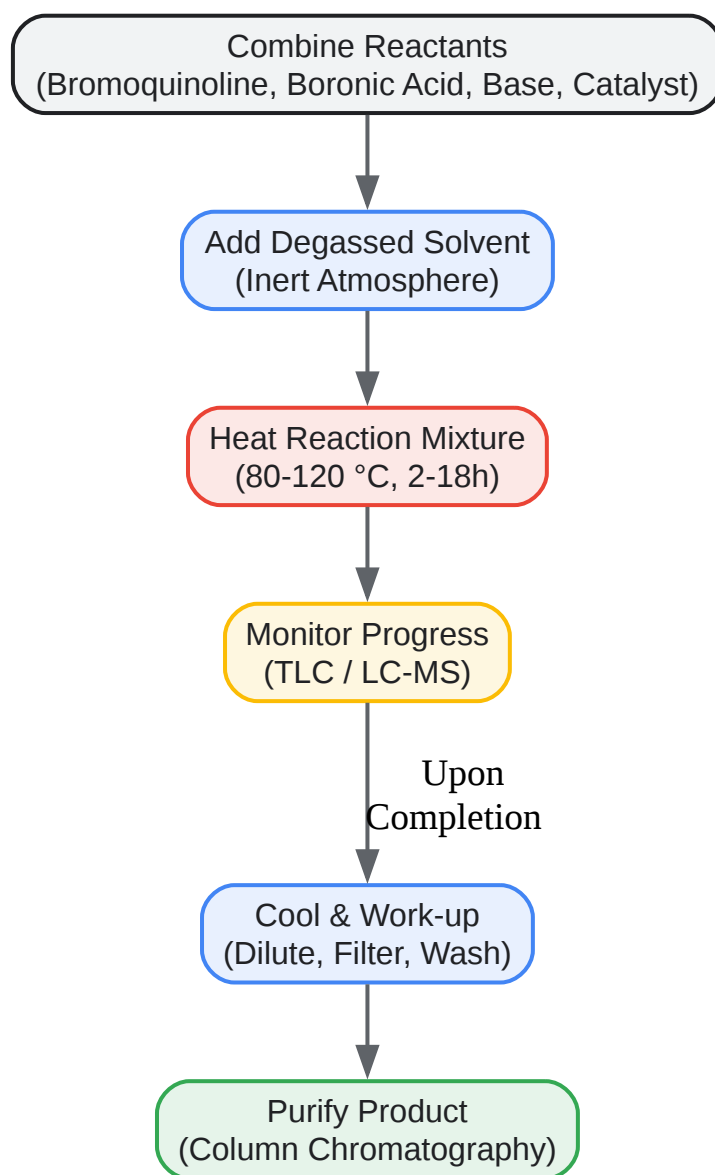 Combine Reactants
(Bromoquinoline, Boronic Acid, Base, Catalyst)
Add Degassed Solvent
(Inert Atmosphere)
Heat Reaction Mixture
(80-120 °C, 2-18h)
Monitor Progress
(TLC / LC-MS)
Upon
Completion
Cool & Work-up
(Dilute, Filter, Wash)
Purify Product
(Column Chromatography)